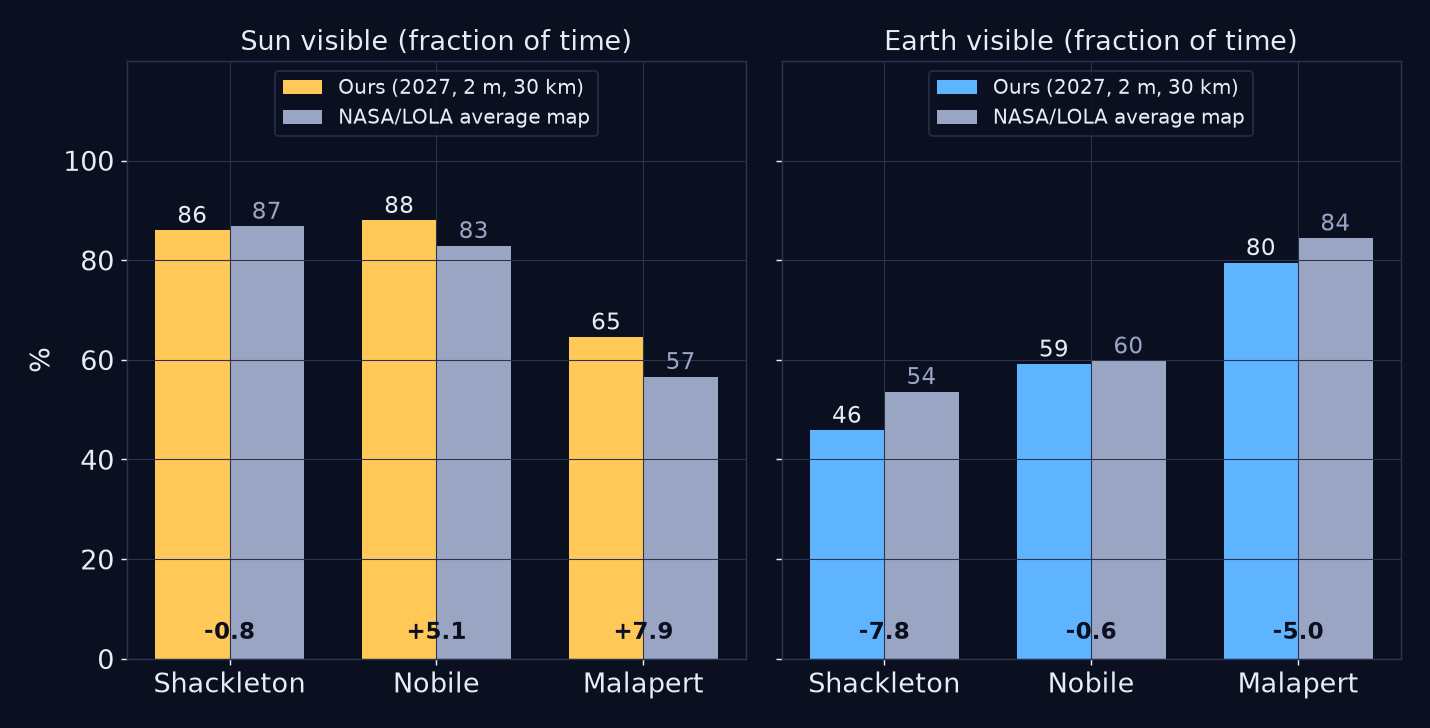 Sun visible (fraction of time)
Ours (2027, 2 m, 30 km)
NASA/LOLA average map
%
100
80
60
40
20
0
86
87
88
83
65
57
-0.8
+5.1
+7.9
Shackleton
Nobile
Malapert
Earth visible (fraction of time)
Ours (2027, 2 m, 30 km)
NASA/LOLA average map
46
54
59
60
80
84
-7.8
-0.6
-5.0
Shackleton
Nobile
Malapert